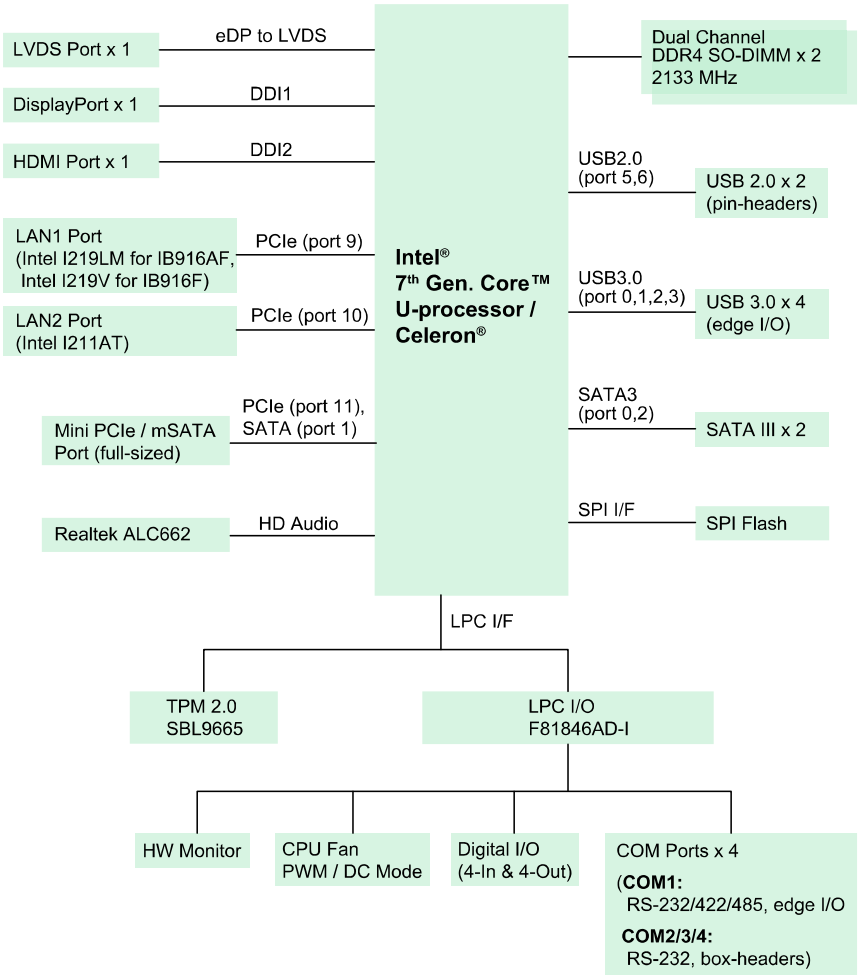 LVDS Port x 1
eDP to LVDS
DisplayPort x 1
DDI1
HDMI Port x 1
DDI2
LAN1 Port
(Intel I219LM for IB916AF,
Intel I219V for IB916F)
PCIe (port 9)
LAN2 Port
(Intel I211AT)
PCIe (port 10)
Mini PCIe / mSATA
Port (full-sized)
PCIe (port 11),
SATA (port 1)
Realtek ALC662
HD Audio
Intel®
7th Gen. Core™
U-processor /
Celeron®
Dual Channel
DDR4 SO-DIMM x 2
2133 MHz
USB2.0
(port 5,6)
USB 2.0 x 2
(pin-headers)
USB3.0
(port 0,1,2,3)
USB 3.0 x 4
(edge I/O)
SATA3
(port 0,2)
SATA III x 2
SPI I/F
SPI Flash
LPC I/F
TPM 2.0
SBL9665
LPC I/O
F81846AD-I
HW Monitor
CPU Fan
PWM / DC Mode
Digital I/O
(4-In & 4-Out)
COM Ports x 4
(COM1:
RS-232/422/485, edge I/O
COM2/3/4:
RS-232, box-headers)